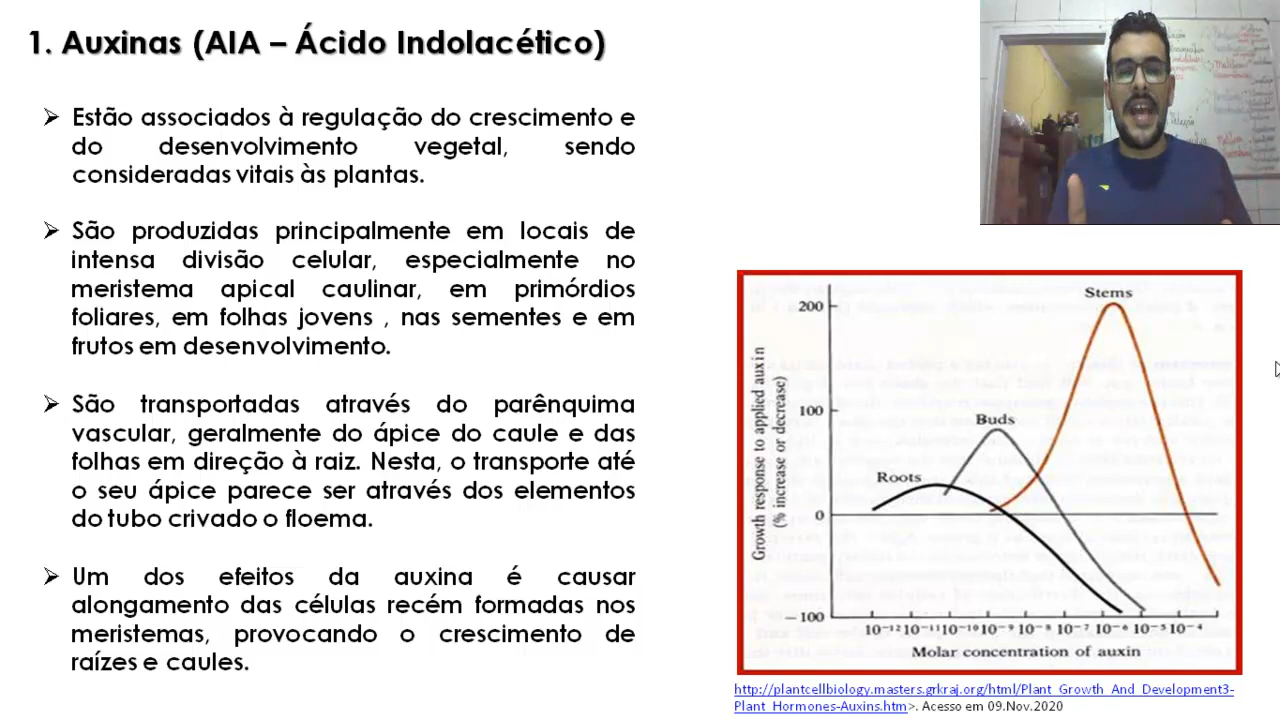 1. Auxinas (AIA – Ácido Indolacético)
➢ Estão associados à regulação do crescimento e
do desenvolvimento vegetal, sendo
consideradas vitais às plantas.
➢ São produzidas principalmente em locais de
intensa divisão celular, especialmente no
meristema apical caulinar, em primórdios
foliares, em folhas jovens , nas sementes e em
frutos em desenvolvimento.
➢ São transportadas através do parênquima
vascular, geralmente do ápice do caule e das
folhas em direção à raiz. Nesta, o transporte até
o seu ápice parece ser através dos elementos
do tubo crivado o floema.
➢ Um dos efeitos da auxina é causar
alongamento das células recém formadas nos
meristemas, provocando o crescimento de
raízes e caules.
Stems
200
100
Buds
Roots
0
−100
Growth response to applied auxin
(% increase or decrease)
10⁻¹² 10⁻¹¹ 10⁻¹⁰ 10⁻⁹ 10⁻⁸ 10⁻⁷ 10⁻⁶ 10⁻⁵ 10⁻⁴
Molar concentration of auxin
http://plantcellbiology.masters.grkraj.org/html/Plant_Growth_And_Development3-
Plant_Hormones-Auxins.htm>. Acesso em 09.Nov.2020